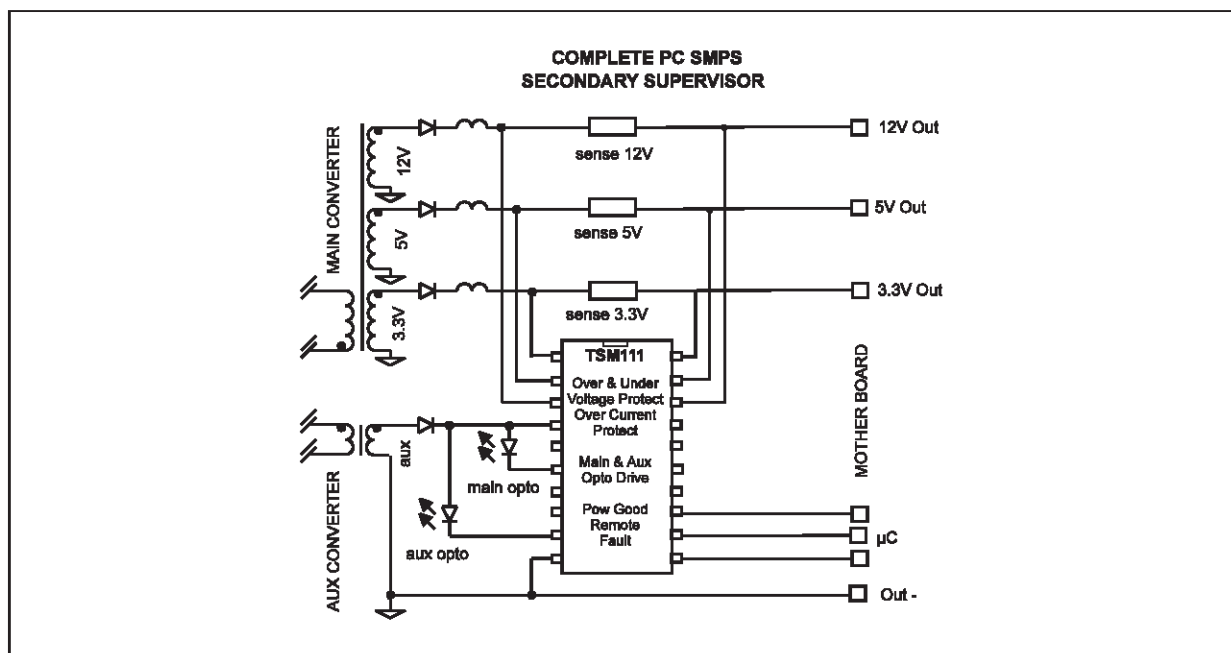 COMPLETE PC SMPS
SECONDARY SUPERVISOR
MAIN CONVERTER
12V
sense 12V
12V Out
5V
sense 5V
5V Out
3.3V
sense 3.3V
3.3V Out
TSM111
Over & Under
Voltage Protect
Over Current
Protect
Main & Aux
Opto Drive
Pow Good
Remote
Fault
MOTHER BOARD
AUX CONVERTER
aux
main opto
aux opto
µC
Out -